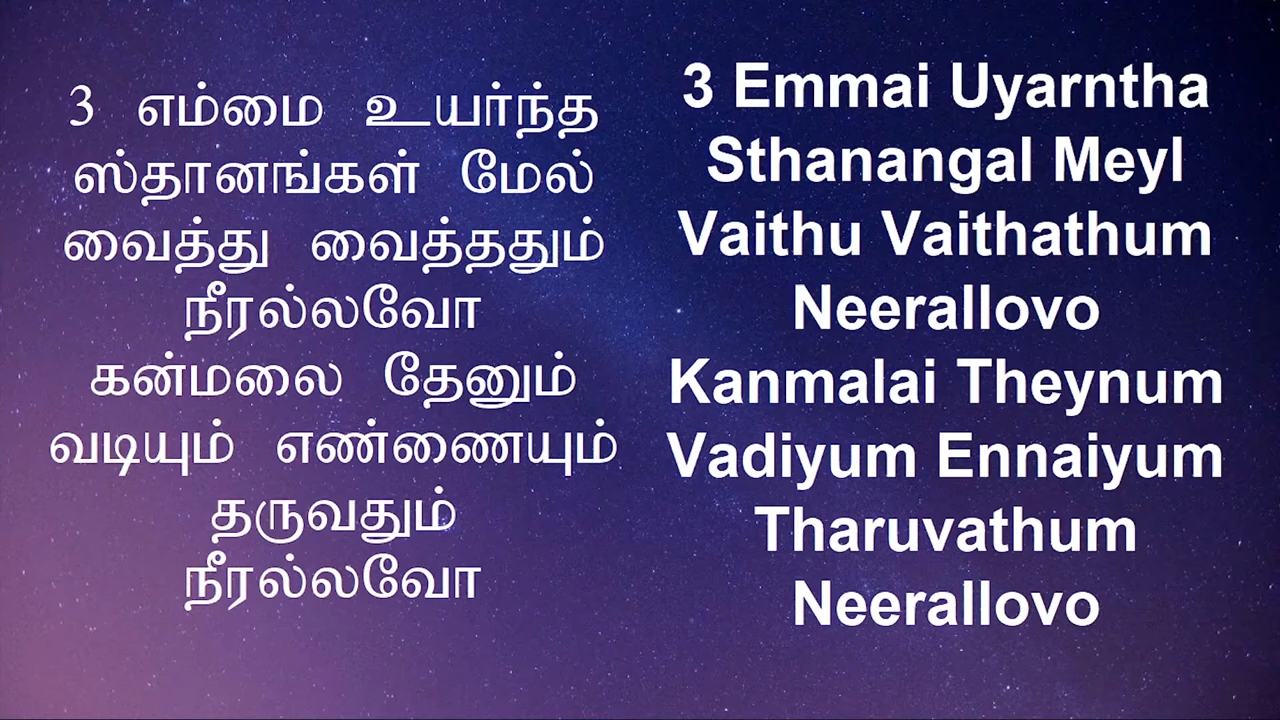 3 எம்மை உயர்ந்த
ஸ்தானங்கள் மேல்
வைத்து வைத்ததும்
நீரல்லவோ
கன்மலை தேனும்
வடியும் எண்ணையும்
தருவதும்
நீரல்லவோ
3 Emmai Uyarntha
Sthanangal Meyl
Vaithu Vaithathum
Neerallovo
Kanmalai Theynum
Vadiyum Ennaiyum
Tharuvathum
Neerallovo